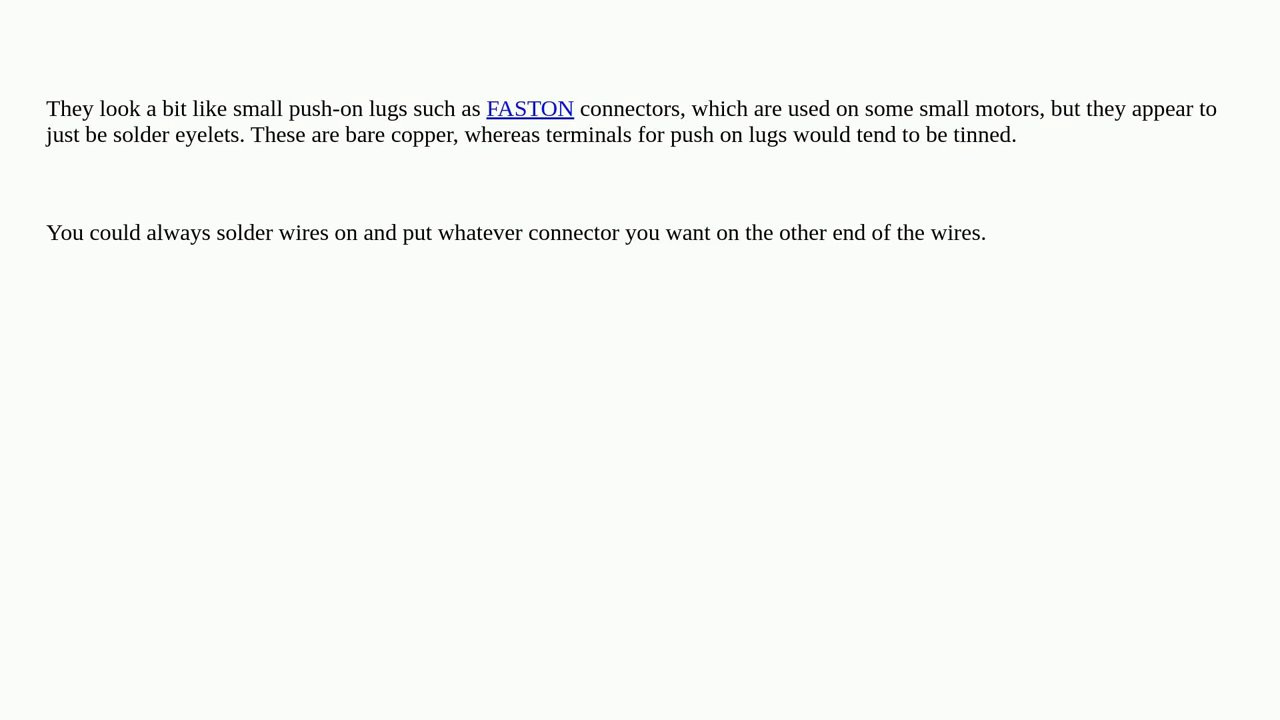 They look a bit like small push-on lugs such as FASTON connectors, which are used on some small motors, but they appear to
just be solder eyelets. These are bare copper, whereas terminals for push on lugs would tend to be tinned.
You could always solder wires on and put whatever connector you want on the other end of the wires.